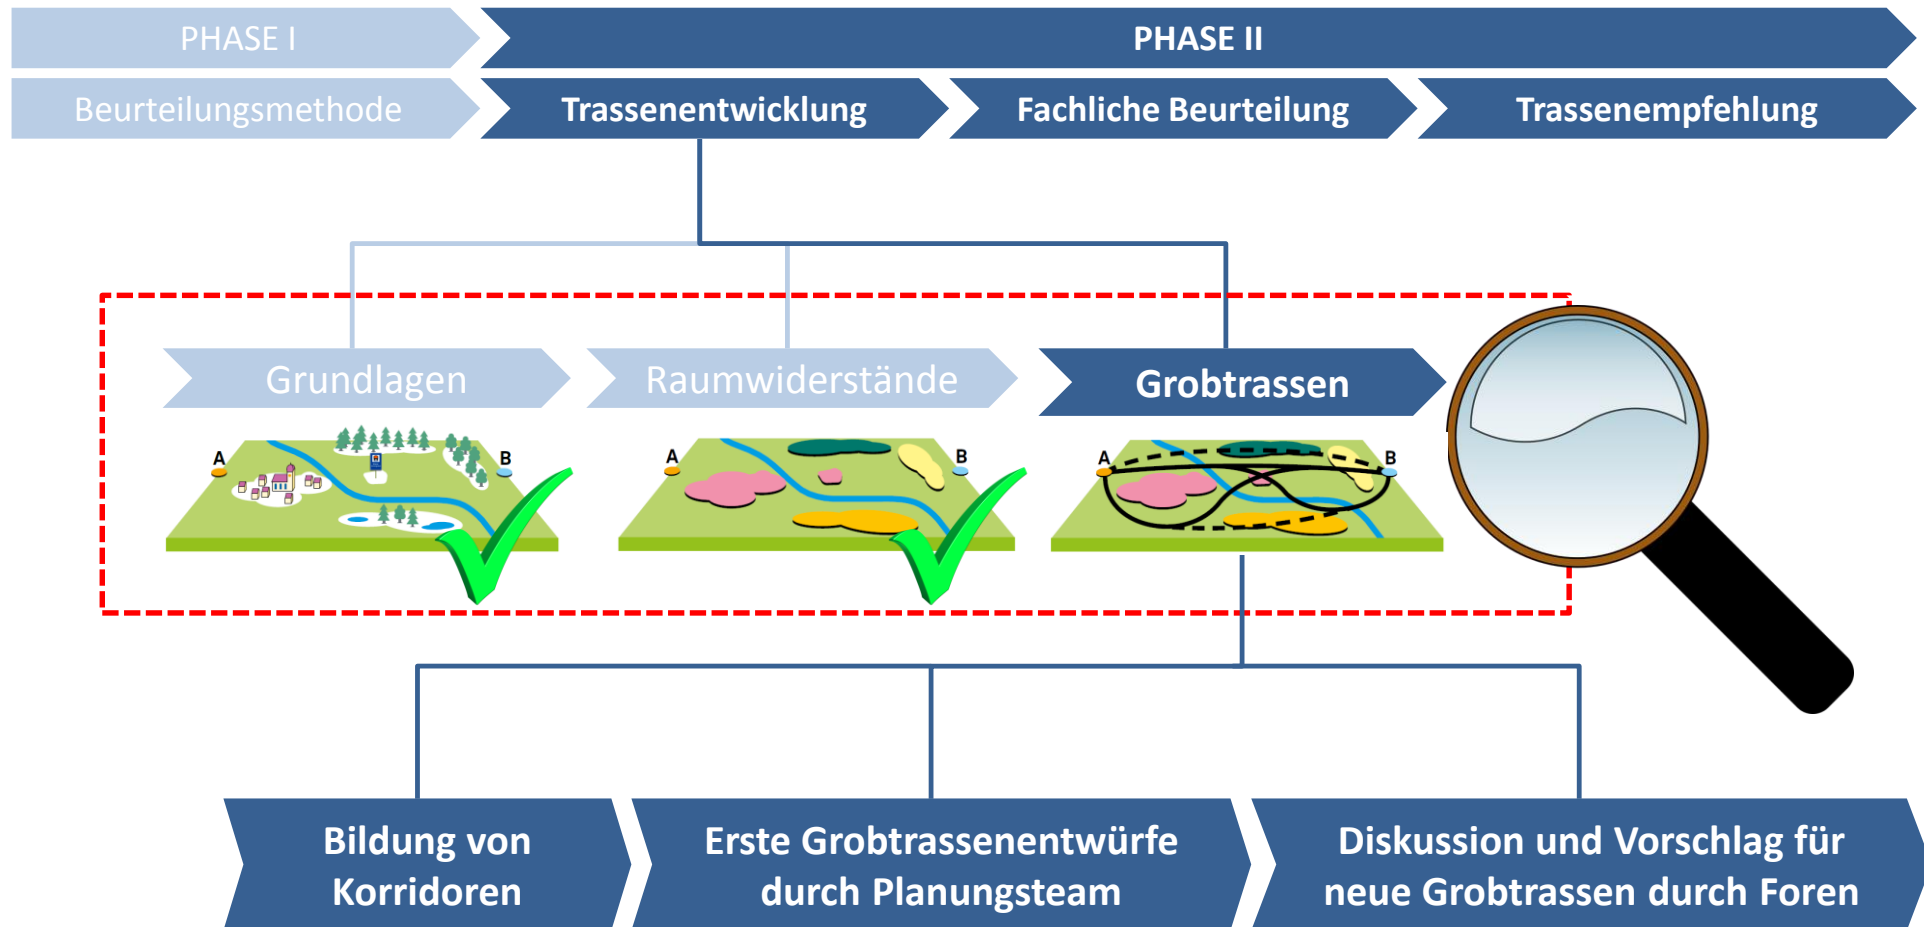 PHASE I
PHASE II
Beurteilungsmethode
Trassenentwicklung
Fachliche Beurteilung
Trassenempfehlung
Grundlagen
Raumwiderstände
Grobtrassen
A
B
A
B
A
B
Bildung von
Korridoren
Erste Grobtrassenentwürfe
durch Planungsteam
Diskussion und Vorschlag für
neue Grobtrassen durch Foren